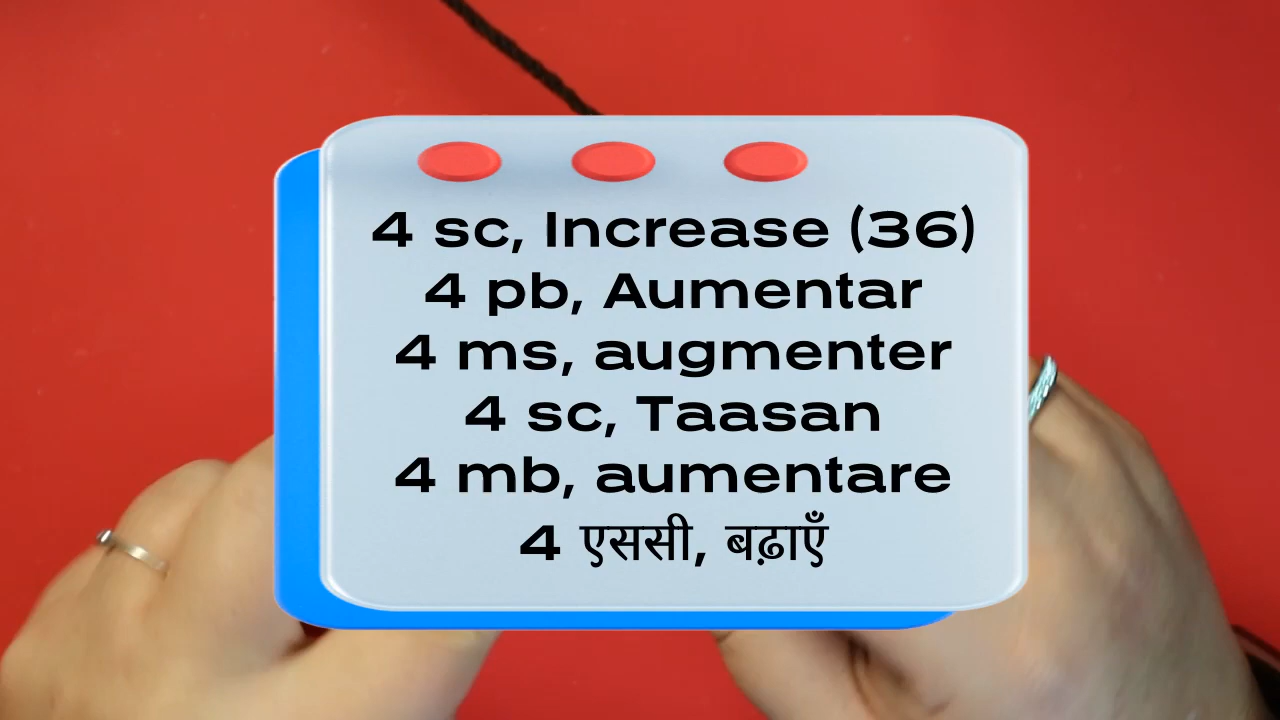 4 sc, Increase (36)
4 pb, Aumentar
4 ms, augmenter
4 sc, Taasan
4 mb, aumentare
4 एससी, बढ़ाएँ